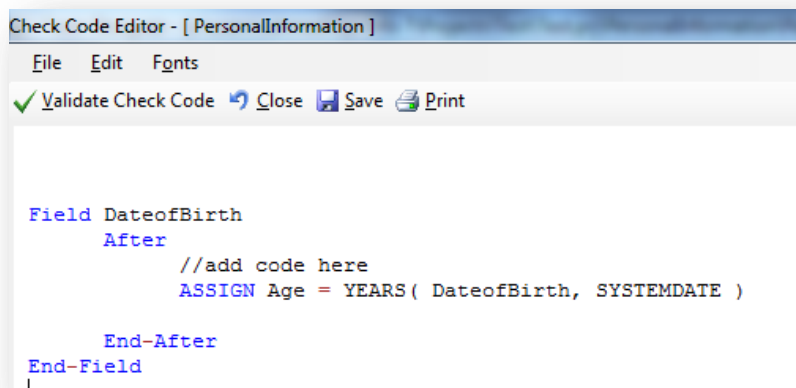 Check Code Editor - [ PersonalInformation ]
File Edit Fonts
Validate Check Code Close Save Print
Field DateofBirth
After
//add code here
ASSIGN Age = YEARS( DateofBirth, SYSTEMDATE )
End-After
End-Field